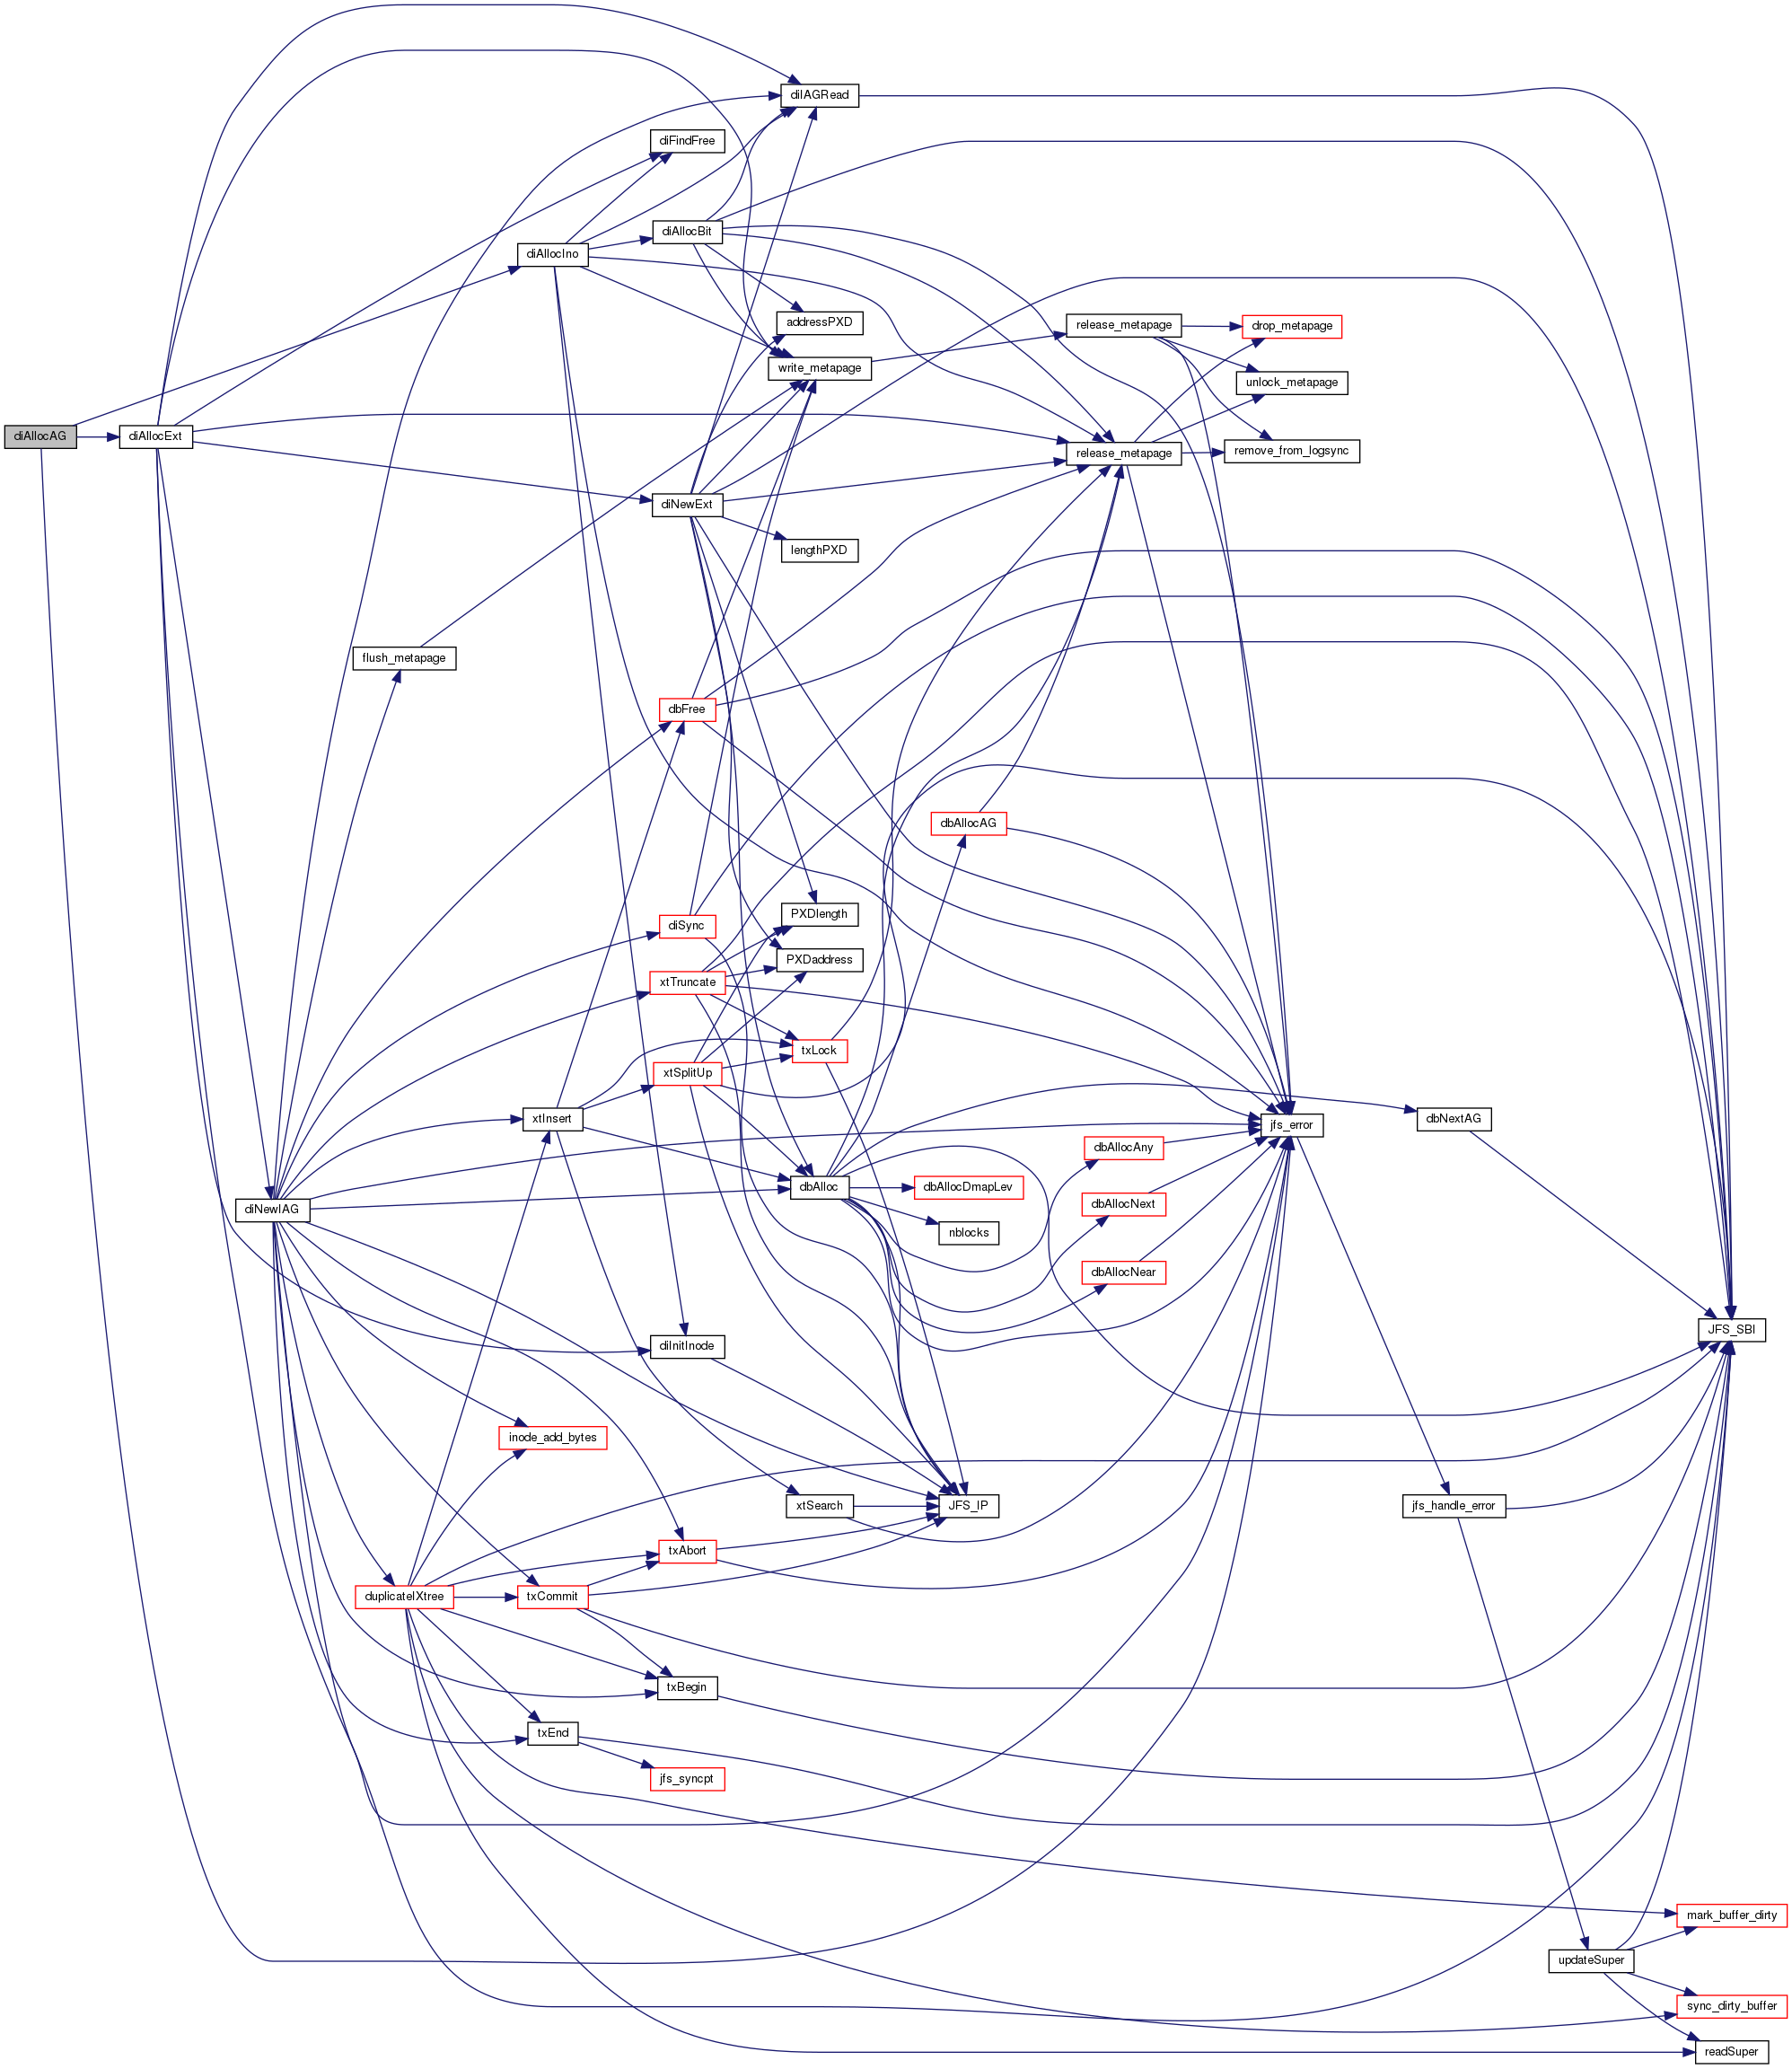 diIAGRead
diFindFree
diAllocBit
diAllocIno
addressPXD
release_metapage
drop_metapage
write_metapage
unlock_metapage
diAllocAG
diAllocExt
remove_from_logsync
release_metapage
diNewExt
lengthPXD
flush_metapage
dbFree
dbAllocAG
PXDlength
diSync
PXDaddress
xtTruncate
txLock
xtSplitUp
xtInsert
dbNextAG
jfs_error
dbAllocAny
dbAlloc
dbAllocDmapLev
dbAllocNext
diNewIAG
nblocks
dbAllocNear
JFS_SBI
diInitInode
inode_add_bytes
xtSearch
JFS_IP
jfs_handle_error
txAbort
duplicateIXtree
txCommit
txBegin
txEnd
jfs_syncpt
mark_buffer_dirty
updateSuper
sync_dirty_buffer
readSuper